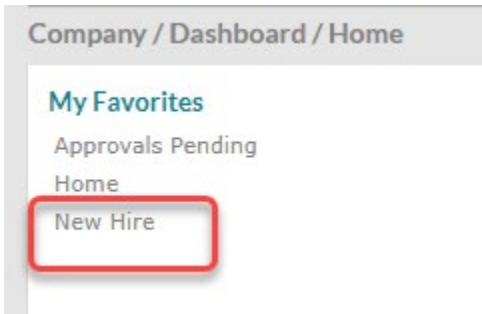 Company / Dashboard / Home
My Favorites
Approvals Pending
Home
New Hire